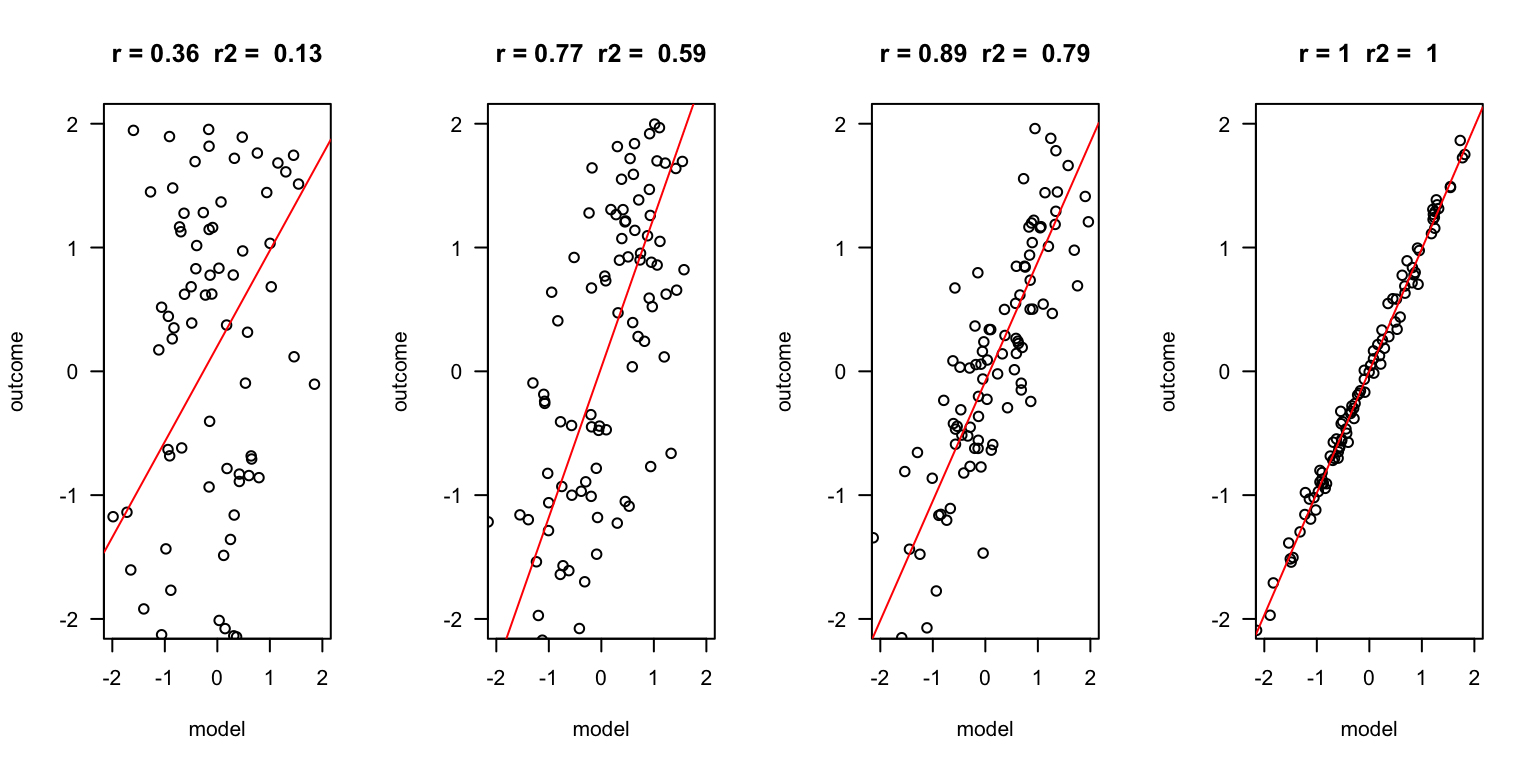 r = 0.36  r2 =  0.13
outcome
2
1
0
-1
-2
-2 -1 0 1 2
model
r = 0.77  r2 =  0.59
outcome
2
1
0
-1
-2
-2 -1 0 1 2
model
r = 0.89  r2 =  0.79
outcome
2
1
0
-1
-2
-2 -1 0 1 2
model
r = 1  r2 =  1
outcome
2
1
0
-1
-2
-2 -1 0 1 2
model